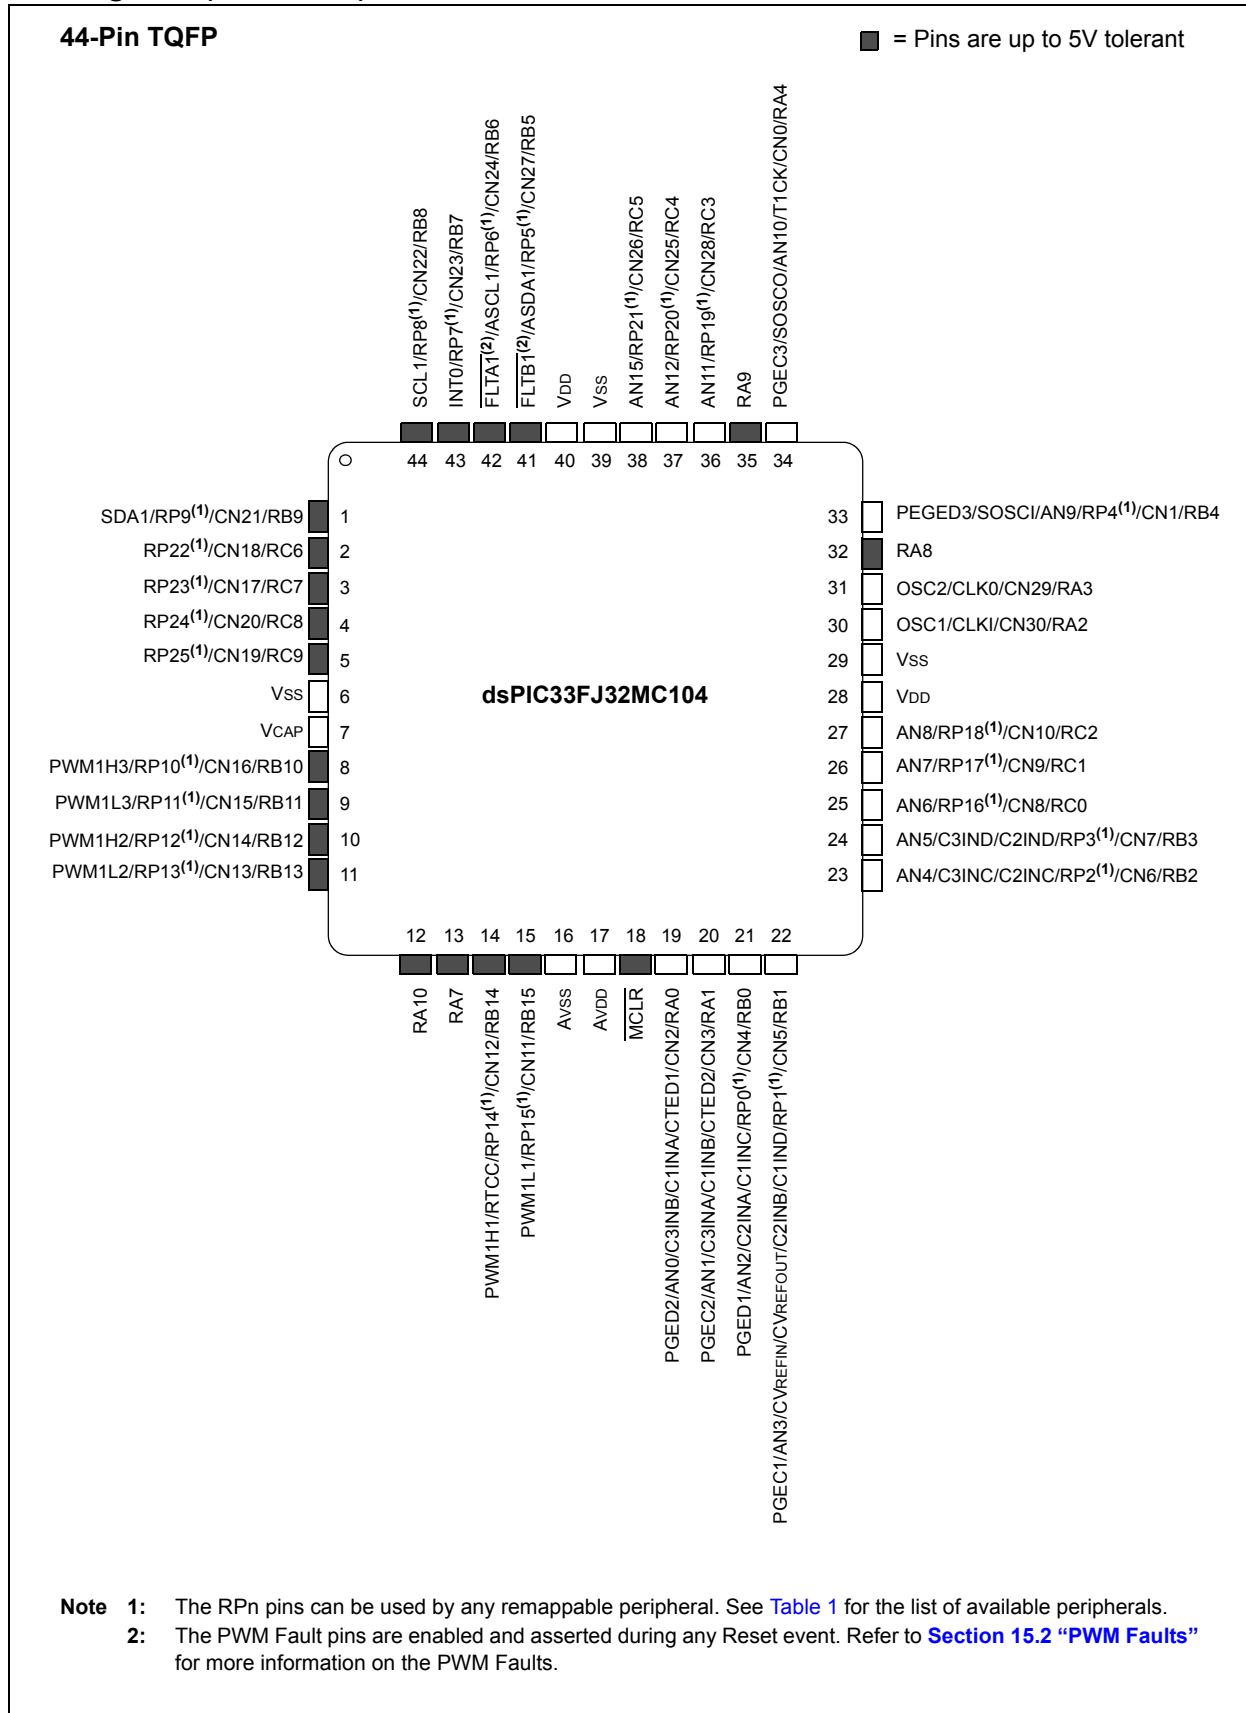 44-Pin TQFP
= Pins are up to 5V tolerant
SCL1/RP8(1)/CN22/RB8
INT0/RP7(1)/CN23/RB7
FLTA1(2)/ASCL1/RP6(1)/CN24/RB6
FLTB1(2)/ASDA1/RP5(1)/CN27/RB5
VDD
VSS
AN15/RP21(1)/CN26/RC5
AN12/RP20(1)/CN25/RC4
AN11/RP19(1)/CN28/RC3
RA9
PGEC3/SOSCO/AN10/T1CK/CN0/RA4
44 43 42 41 40 39 38 37 36 35 34
SDA1/RP9(1)/CN21/RB9 1
RP22(1)/CN18/RC6 2
RP23(1)/CN17/RC7 3
RP24(1)/CN20/RC8 4
RP25(1)/CN19/RC9 5
VSS 6
VCAP 7
PWM1H3/RP10(1)/CN16/RB10 8
PWM1L3/RP11(1)/CN15/RB11 9
PWM1H2/RP12(1)/CN14/RB12 10
PWM1L2/RP13(1)/CN13/RB13 11
dsPIC33FJ32MC104
33 PEGED3/SOSCI/AN9/RP4(1)/CN1/RB4
32 RA8
31 OSC2/CLK0/CN29/RA3
30 OSC1/CLKI/CN30/RA2
29 VSS
28 VDD
27 AN8/RP18(1)/CN10/RC2
26 AN7/RP17(1)/CN9/RC1
25 AN6/RP16(1)/CN8/RC0
24 AN5/C3IND/C2IND/RP3(1)/CN7/RB3
23 AN4/C3INC/C2INC/RP2(1)/CN6/RB2
12 13 14 15 16 17 18 19 20 21 22
RA10
RA7
PWM1H1/RTCC/RP14(1)/CN12/RB14
PWM1L1/RP15(1)/CN11/RB15
AVSS
AVDD
MCLR
PGED2/AN0/C3INB/C1INA/CTED1/CN2/RA0
PGEC2/AN1/C3INA/C1INB/CTED2/CN3/RA1
PGED1/AN2/C2INA/C1INC/RP0(1)/CN4/RB0
PGEC1/AN3/CVREFIN/CVREFOUT/C2INB/C1IND/RP1(1)/CN5/RB1
Note 1: The RPn pins can be used by any remappable peripheral. See Table 1 for the list of available peripherals.
2: The PWM Fault pins are enabled and asserted during any Reset event. Refer to Section 15.2 “PWM Faults”
for more information on the PWM Faults.